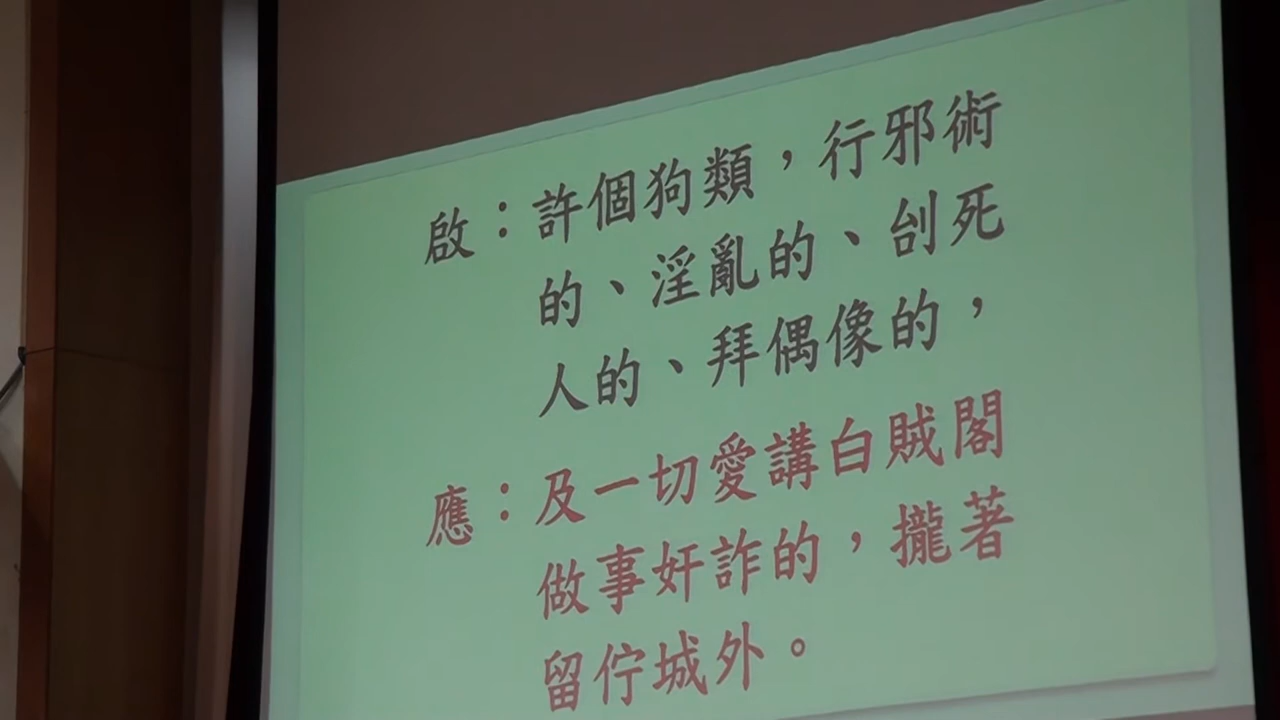 啟：許個狗類，行邪術
的、淫亂的、刣死
人的、拜偶像的，
應：及一切愛講白賊閣
做事奸詐的，攏著
留佇城外。